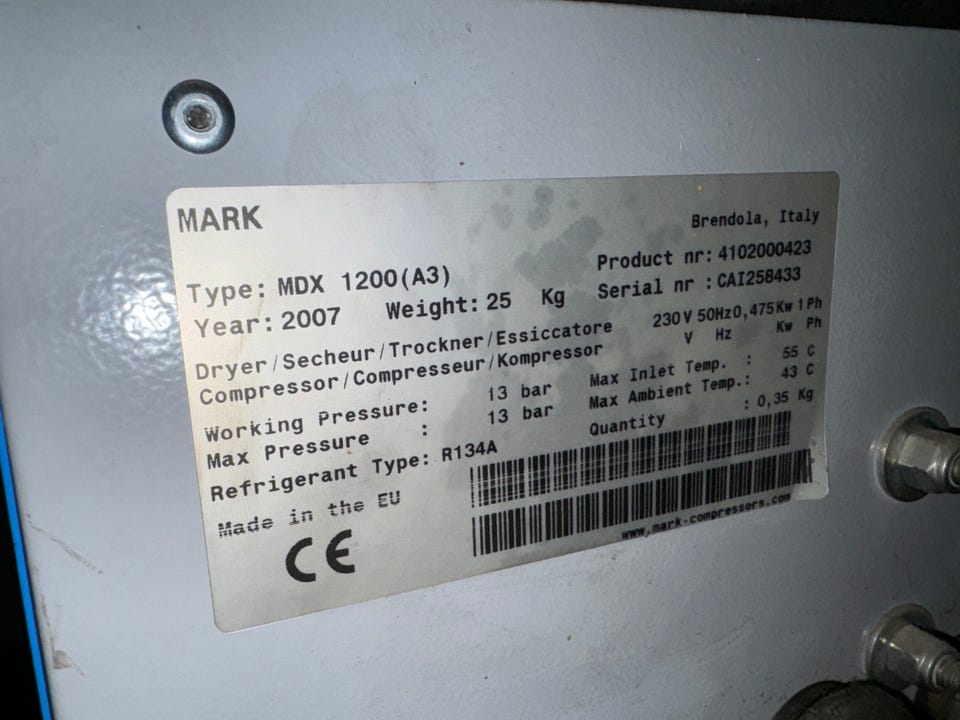 MARK
Brendola, Italy
Type: MDX 1200(A3)
Product nr: 4102000423
Year: 2007 Weight: 25 Kg
Serial nr : CAI258433
Dryer/Secheur/Trockner/Essiccatore
230 V 50Hz 0,475Kw 1 Ph
Compressor/Compresseur/Kompressor
V Hz Kw Ph
Working Pressure: 13 bar
Max Inlet Temp. : 55 C
Max Pressure : 13 bar
Max Ambient Temp.: 43 C
Refrigerant Type: R134A
Quantity : 0,35 Kg
Made in the EU
CE
www.mark-compressors.com